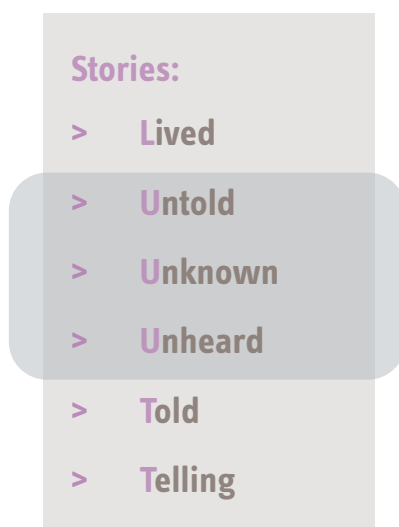 Stories:
> Lived
> Untold
> Unknown
> Unheard
> Told
> Telling